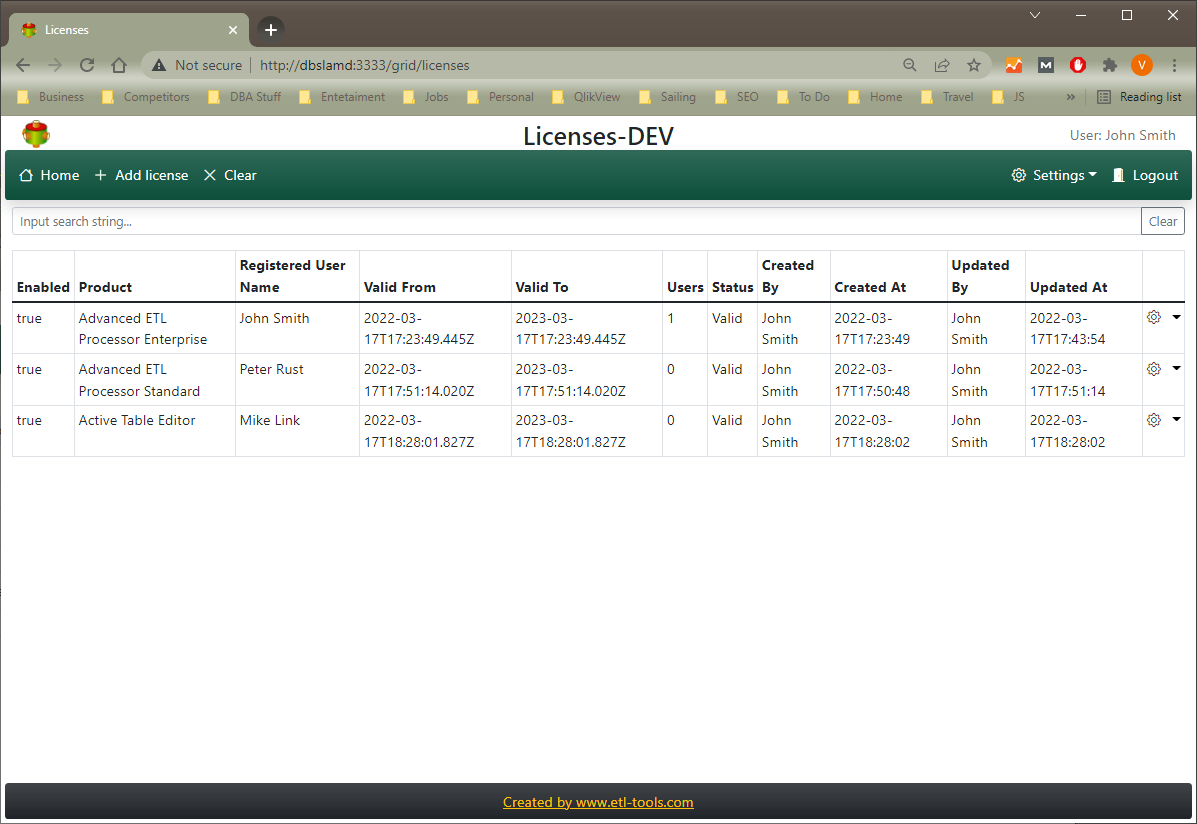 Licenses
Not secure | http://dbslamd:3333/grid/licenses
M V
Business Competitors DBA Stuff Entetaiment Jobs Personal QlikView Sailing SEO To Do Home Travel JS » Reading list
Licenses-DEV User: John Smith
Home Add license Clear Settings Logout
Input search string... Clear
Registered User Created Updated
Enabled Product Name Valid From Valid To Users Status By Created At By Updated At
true Advanced ETL John Smith 2022-03- 2023-03- 1 Valid John 2022-03- John 2022-03-
Processor Enterprise 17T17:23:49.445Z 17T17:23:49.445Z Smith 17T17:23:49 Smith 17T17:43:54
true Advanced ETL Peter Rust 2022-03- 2023-03- 0 Valid John 2022-03- John 2022-03-
Processor Standard 17T17:51:14.020Z 17T17:51:14.020Z Smith 17T17:50:48 Smith 17T17:51:14
true Active Table Editor Mike Link 2022-03- 2023-03- 0 Valid John 2022-03- John 2022-03-
17T18:28:01.827Z 17T18:28:01.827Z Smith 17T18:28:02 Smith 17T18:28:02
Created by www.etl-tools.com